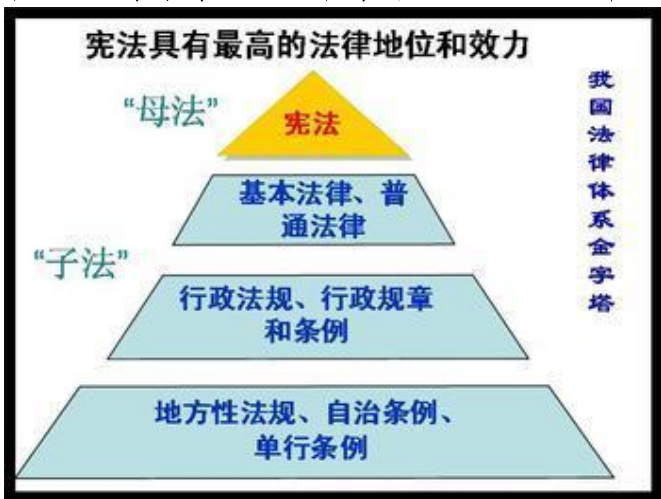 宪法具有最高的法律地位和效力
“母法”
宪法
基本法律、普
通法律
“子法”
行政法规、行政规章
和条例
地方性法规、自治条例、
单行条例
我国法律体系金字塔